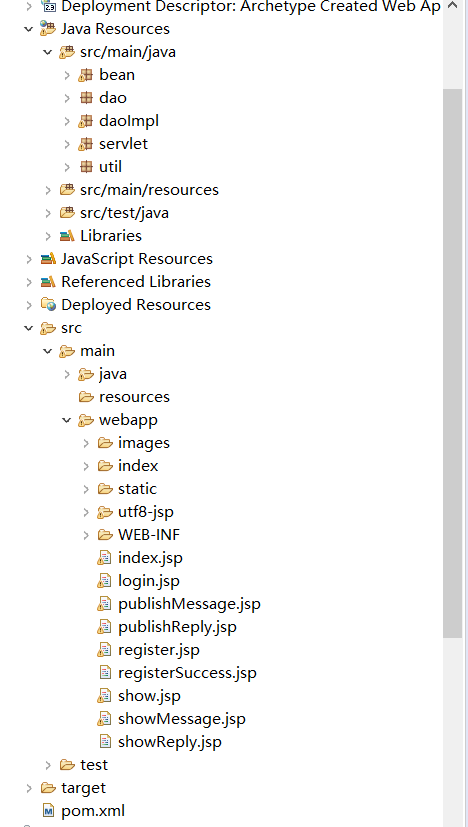 Deployment Descriptor: Archetype Created Web Ap
Java Resources
src/main/java
bean
dao
daoImpl
servlet
util
src/main/resources
src/test/java
Libraries
JavaScript Resources
Referenced Libraries
Deployed Resources
src
main
java
resources
webapp
images
index
static
utf8-jsp
WEB-INF
index.jsp
login.jsp
publishMessage.jsp
publishReply.jsp
register.jsp
registerSuccess.jsp
show.jsp
showMessage.jsp
showReply.jsp
test
target
pom.xml